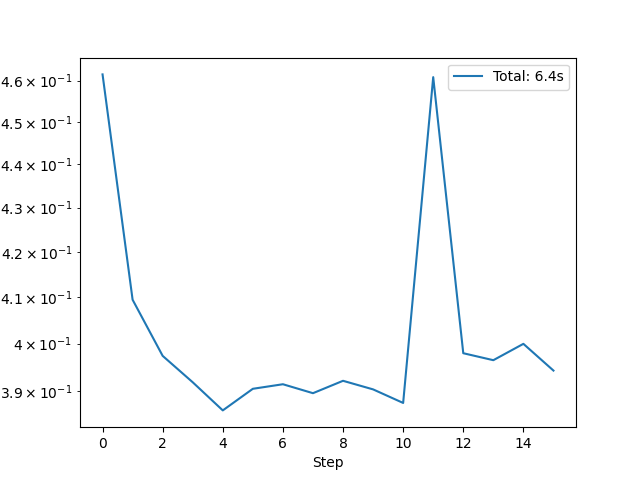 4.6 × 10⁻¹
4.5 × 10⁻¹
4.4 × 10⁻¹
4.3 × 10⁻¹
4.2 × 10⁻¹
4.1 × 10⁻¹
4 × 10⁻¹
3.9 × 10⁻¹
Total: 6.4s
0 2 4 6 8 10 12 14
Step